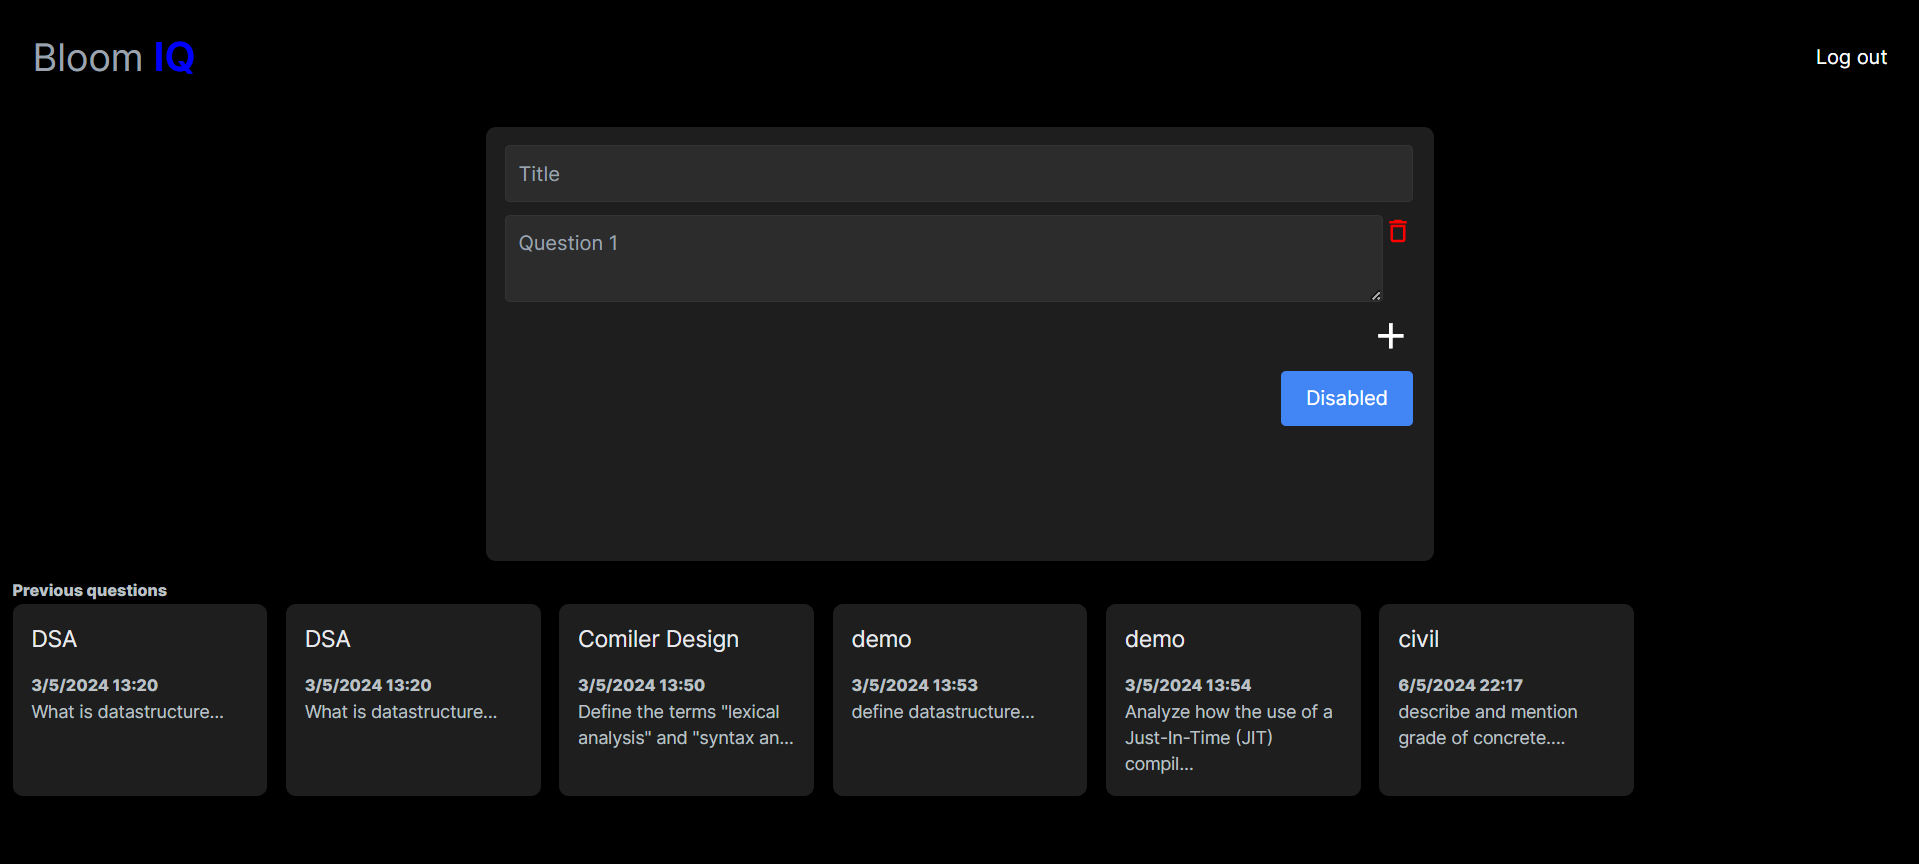 Bloom IQ
Log out
Title
Question 1
Disabled
Previous questions
DSA
3/5/2024 13:20
What is datastructure...
DSA
3/5/2024 13:20
What is datastructure...
Comiler Design
3/5/2024 13:50
Define the terms "lexical
analysis" and "syntax an...
demo
3/5/2024 13:53
define datastructure...
demo
3/5/2024 13:54
Analyze how the use of a
Just-In-Time (JIT)
compil...
civil
6/5/2024 22:17
describe and mention
grade of concrete....